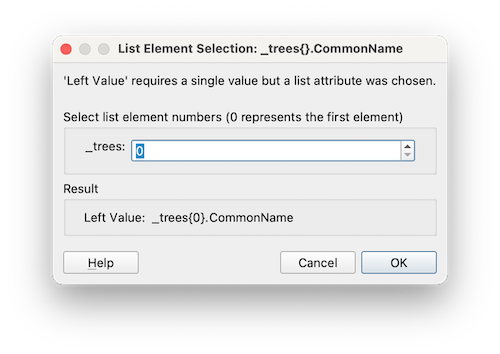 List Element Selection: _trees{}.CommonName
'Left Value' requires a single value but a list attribute was chosen.
Select list element numbers (0 represents the first element)
_trees: 0
Result
Left Value: _trees{0}.CommonName
Help Cancel OK